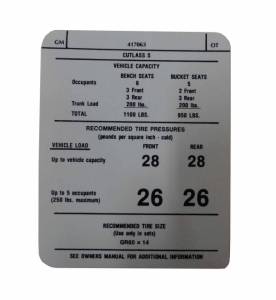 GM 417063 OT
CUTLASS S
VEHICLE CAPACITY
BENCH SEATS BUCKET SEATS
Occupants 6 5
3 Front 2 Front
3 Rear 3 Rear
Trunk Load 200 lbs. 200 lbs.
TOTAL 1100 LBS. 950 LBS.
RECOMMENDED TIRE PRESSURES
(pounds per square inch - cold)
VEHICLE LOAD FRONT REAR
Up to vehicle capacity 28 28
Up to 5 occupants 26 26
(250 lbs. maximum)
RECOMMENDED TIRE SIZE
(Use only in sets)
GR60 x 14
SEE OWNERS MANUAL FOR ADDITIONAL INFORMATION